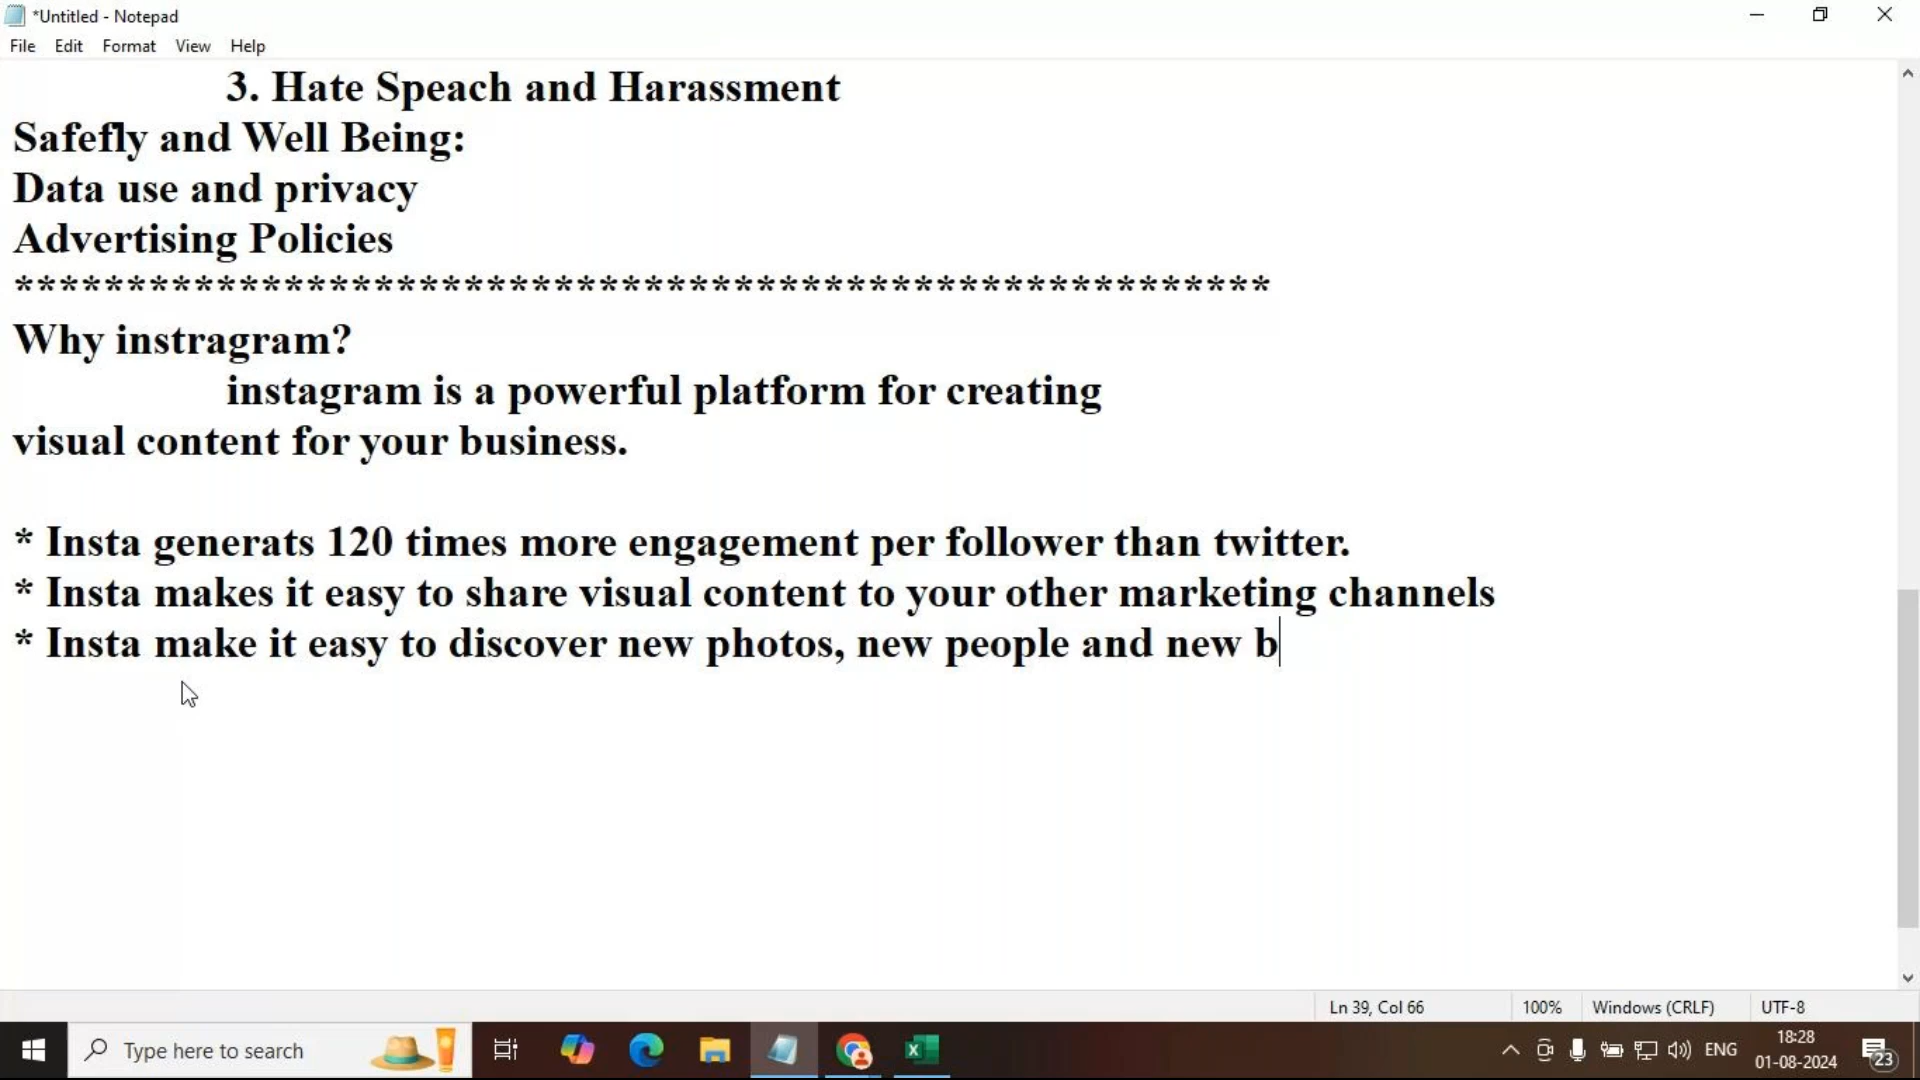 *Untitled - Notepad
File Edit Format View Help
3. Hate Speach and Harassment
Safefly and Well Being:
Data use and privacy
Advertising Policies
********************************************************
Why instragram?
instagram is a powerful platform for creating
visual content for your business.
* Insta generats 120 times more engagement per follower than twitter.
* Insta makes it easy to share visual content to your other marketing channels
* Insta make it easy to discover new photos, new people and new b
Ln 39, Col 66 100% Windows (CRLF) UTF-8
Type here to search
ENG
18:28
01-08-2024
23